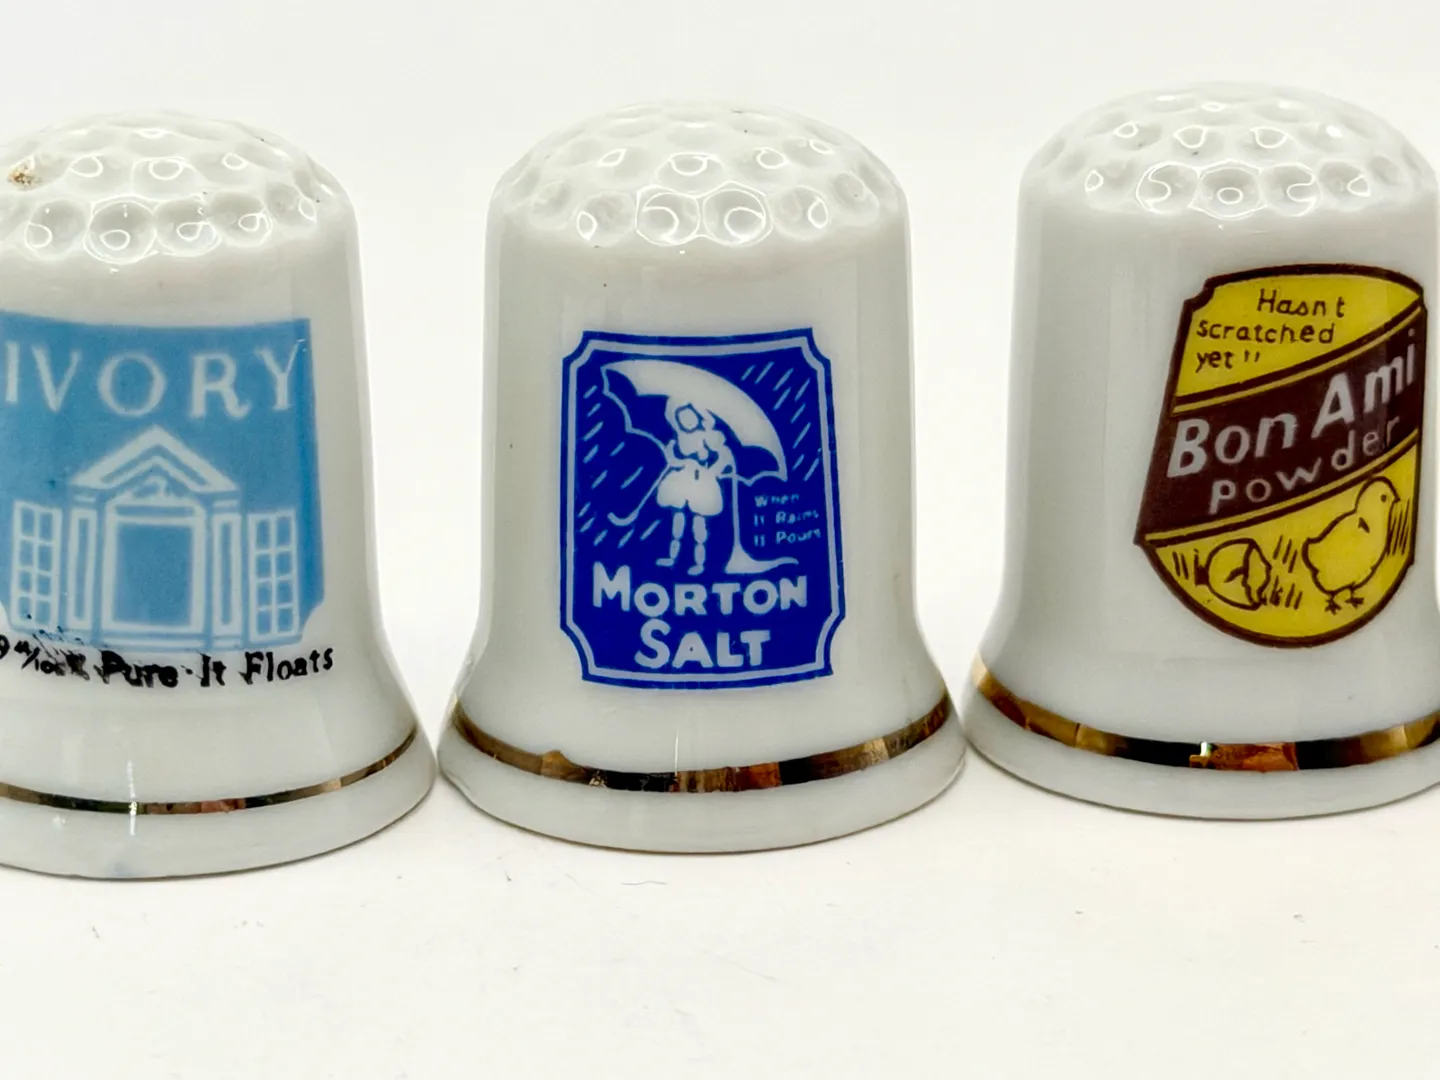 IVORY
Pure · It Floats
When
It Rains
It Pours
MORTON
SALT
Hasn't
scratched
yet"
Bon Ami
powder